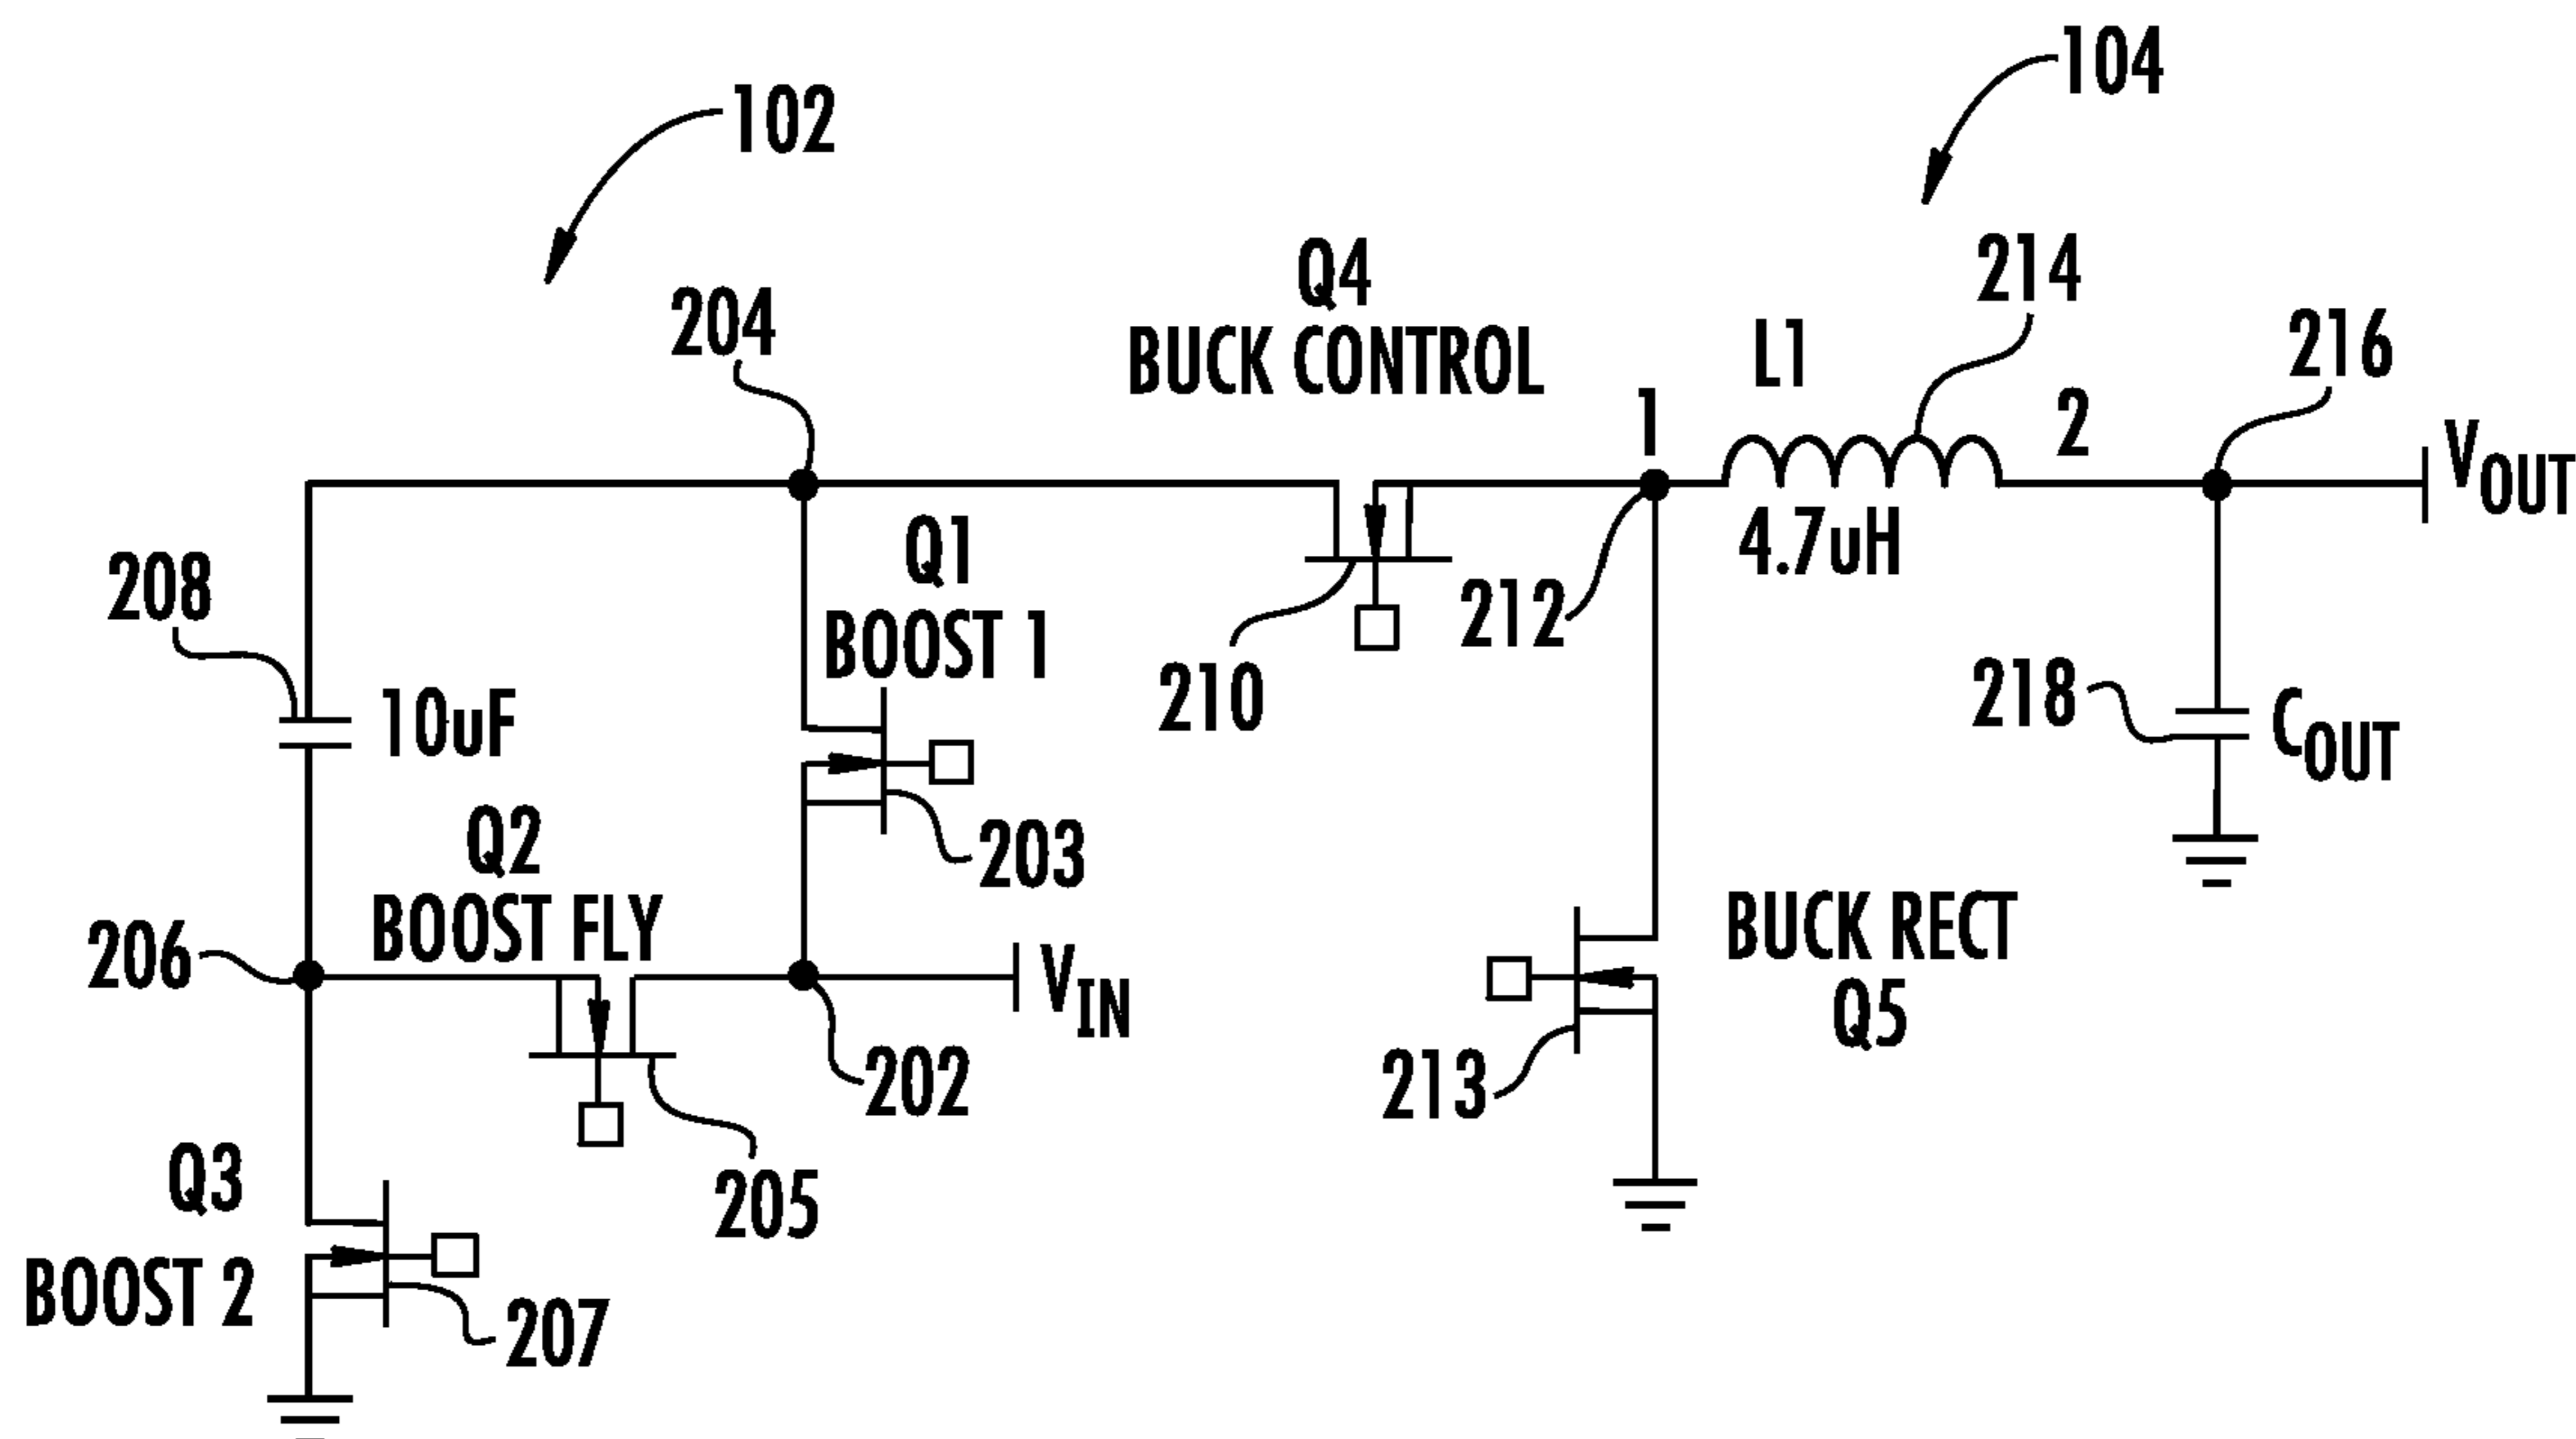 104
102
214
Q4
204
216
L1
BUCK CONTROL
1
2
VOUT
Q1
4.7uH
208
BOOST 1
212
210
218
10uF
COUT
Q2
203
BOOST FLY
BUCK RECT
206
VIN
Q5
202
213
Q3
205
BOOST 2
207